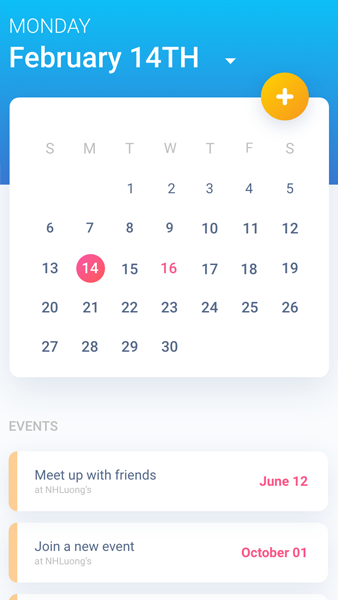 MONDAY
February 14TH
+
S M T W T F S
1 2 3 4 5
6 7 8 9 10 11 12
13 14 15 16 17 18 19
20 21 22 23 24 25 26
27 28 29 30
EVENTS
Meet up with friends
at NHLuong's
June 12
Join a new event
at NHLuong's
October 01